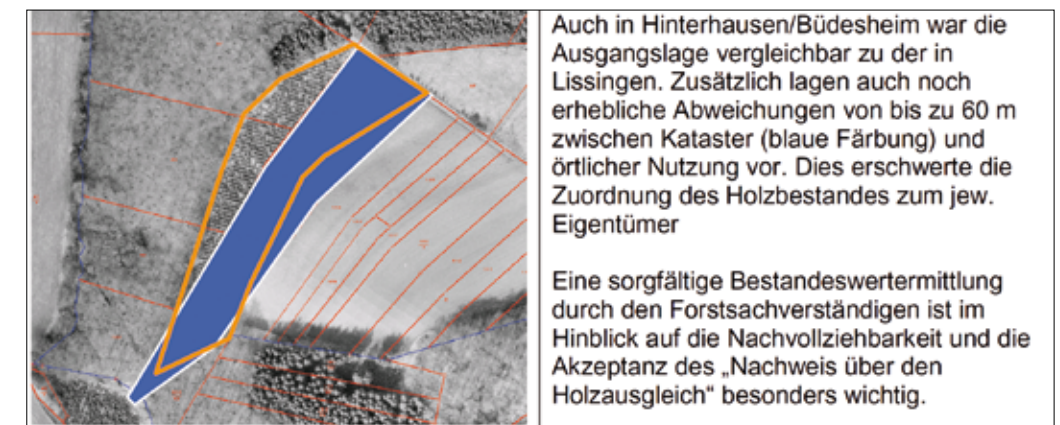 Auch in Hinterhausen/Büdesheim war die
Ausgangslage vergleichbar zu der in
Lissingen. Zusätzlich lagen auch noch
erhebliche Abweichungen von bis zu 60 m
zwischen Kataster (blaue Färbung) und
örtlicher Nutzung vor. Dies erschwerte die
Zuordnung des Holzbestandes zum jew.
Eigentümer
Eine sorgfältige Bestandeswertermittlung
durch den Forstsachverständigen ist im
Hinblick auf die Nachvollziehbarkeit und die
Akzeptanz des „Nachweis über den
Holzausgleich“ besonders wichtig.